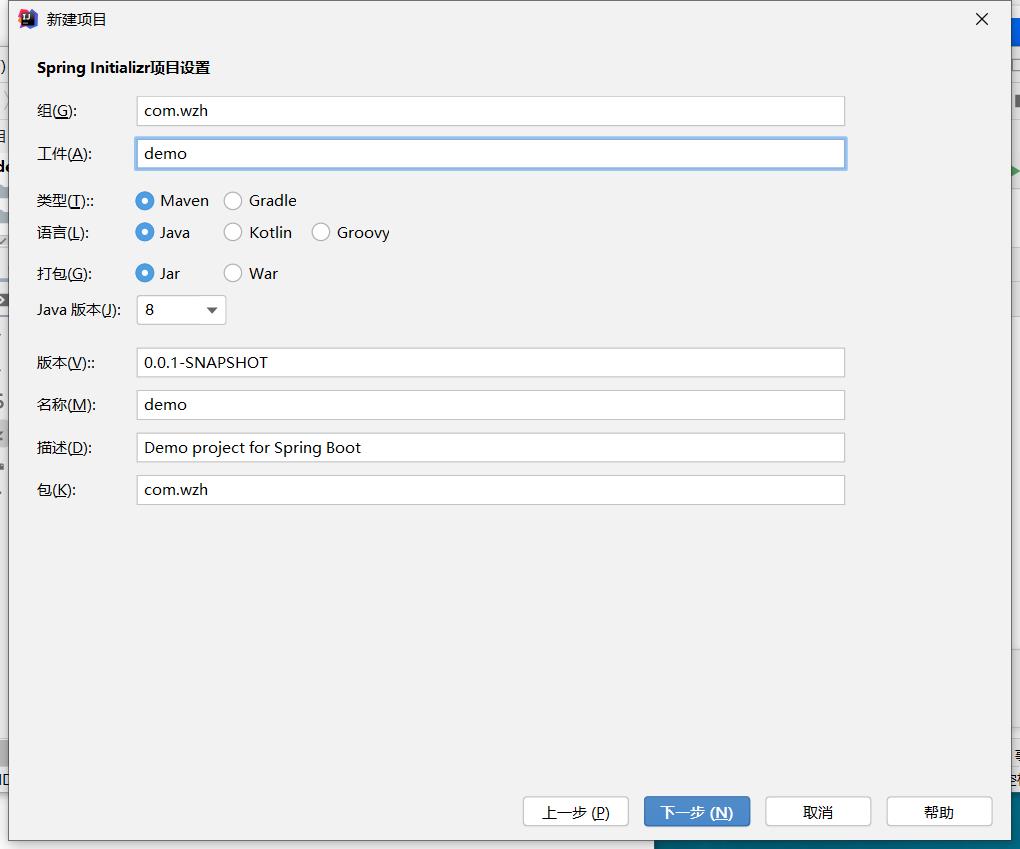 新建项目
Spring Initializr项目设置
组(G): com.wzh
工件(A): demo
类型(T):: Maven Gradle
语言(L): Java Kotlin Groovy
打包(G): Jar War
Java 版本(J): 8
版本(V):: 0.0.1-SNAPSHOT
名称(M): demo
描述(D): Demo project for Spring Boot
包(K): com.wzh
上一步 (P) 下一步 (N) 取消 帮助